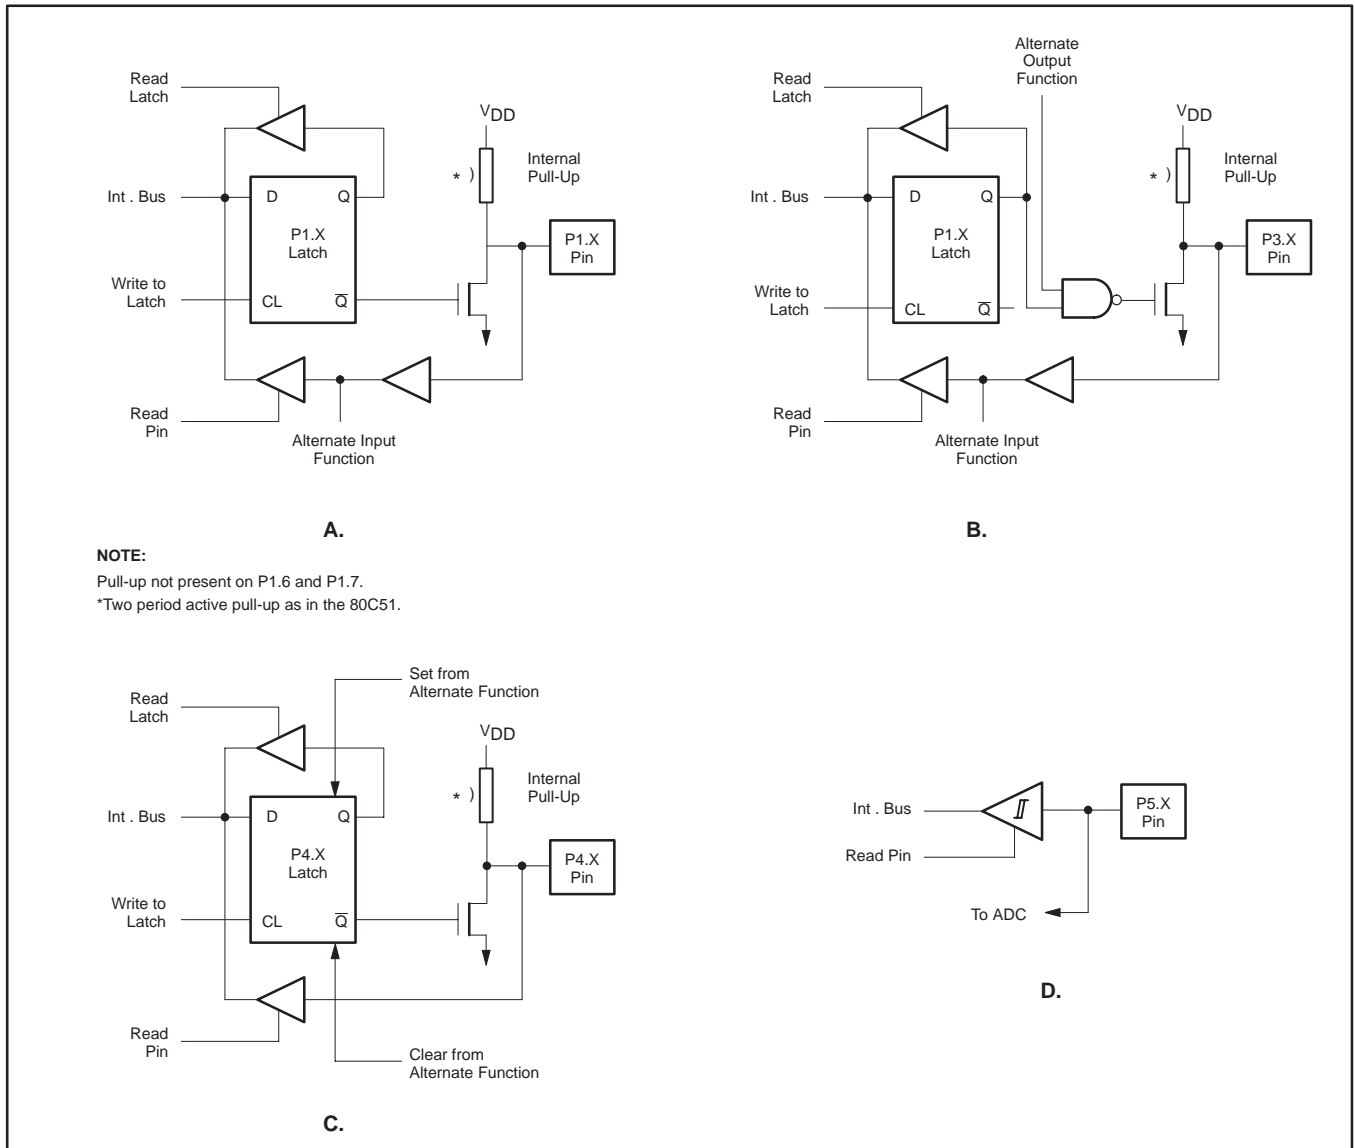 Read
Latch
VDD
* )
Internal
Pull-Up
Int . Bus
D
Q
P1.X
Latch
P1.X
Pin
Write to
Latch
CL
Q̅
Read
Pin
Alternate Input
Function
A.
Alternate
Output
Function
Read
Latch
VDD
* )
Internal
Pull-Up
Int . Bus
D
Q
P1.X
Latch
P3.X
Pin
Write to
Latch
CL
Q̅
Read
Pin
Alternate Input
Function
B.
NOTE:
Pull-up not present on P1.6 and P1.7.
*Two period active pull-up as in the 80C51.
Set from
Alternate Function
Read
Latch
VDD
* )
Internal
Pull-Up
Int . Bus
D
Q
P4.X
Latch
P4.X
Pin
Write to
Latch
CL
Q̅
Read
Pin
Clear from
Alternate Function
C.
Int . Bus
P5.X
Pin
Read Pin
To ADC
D.